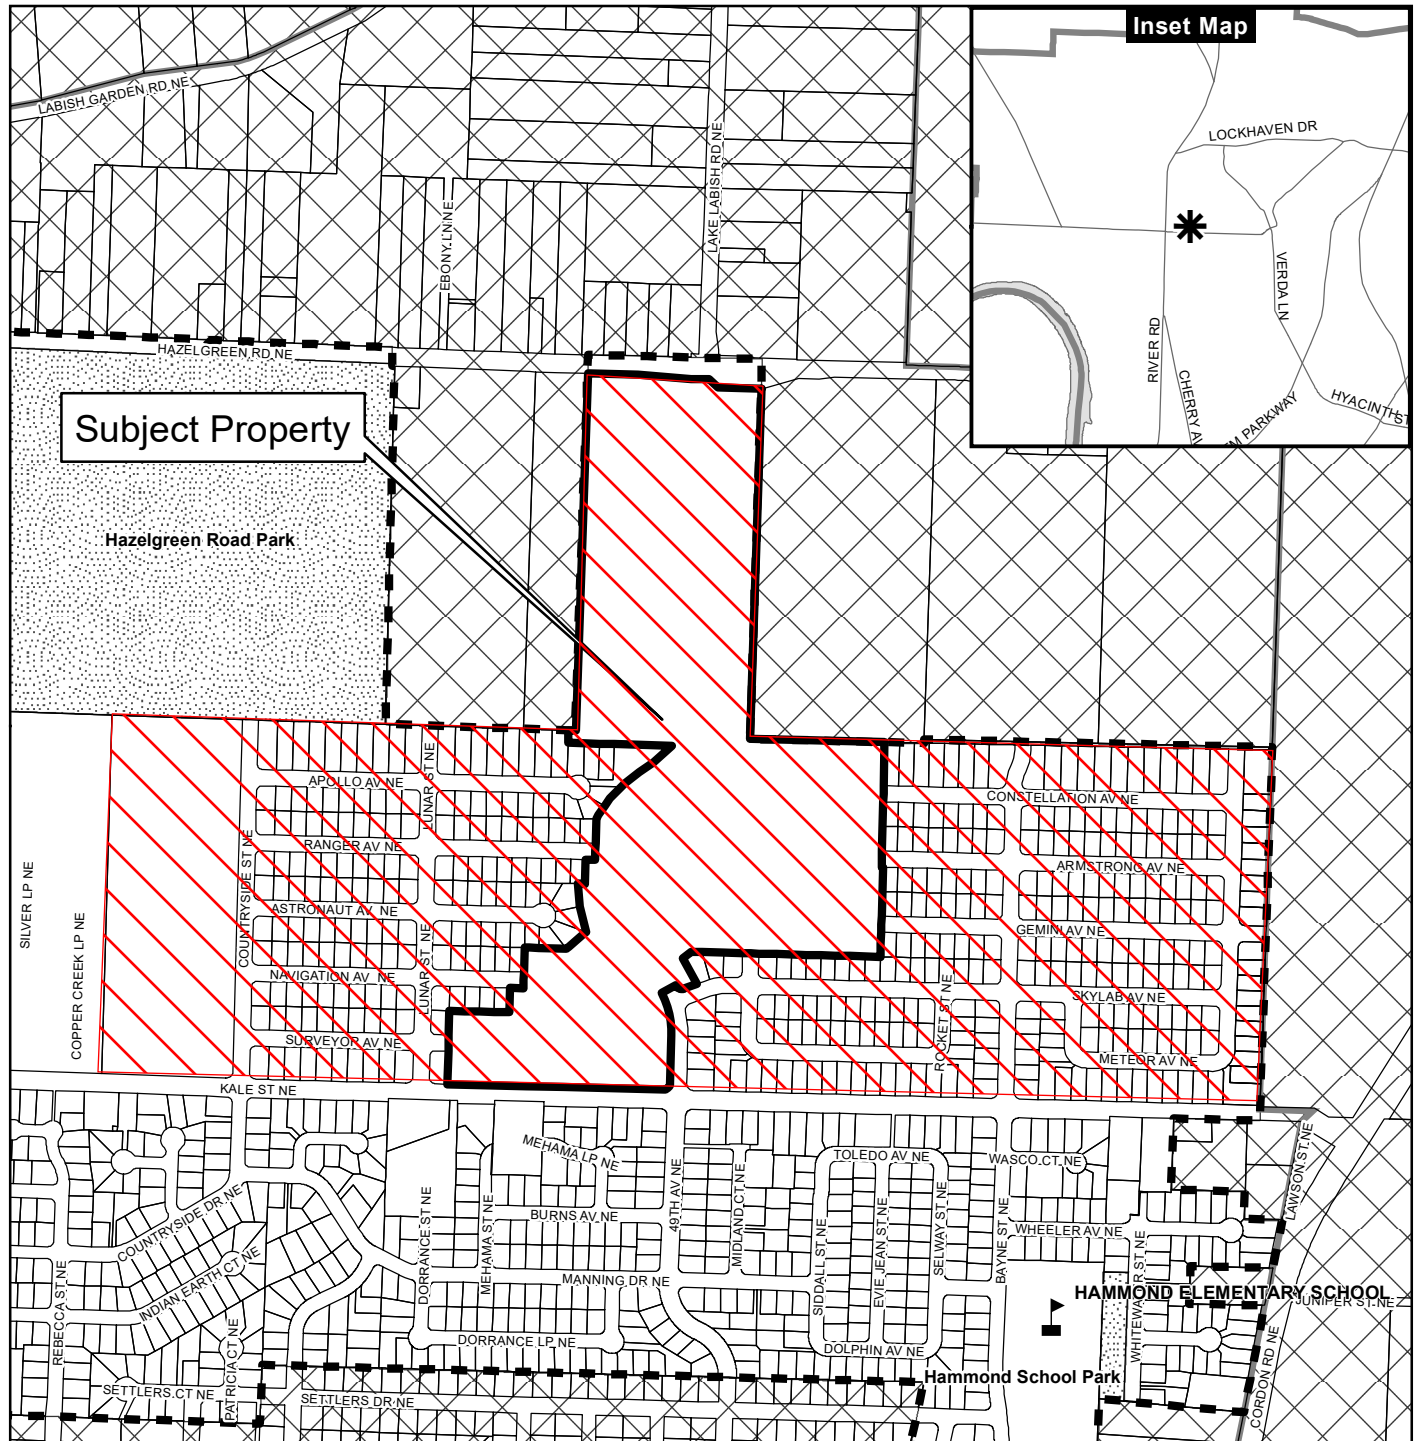 Inset Map
LABISH GARDEN RD NE
LAKE LABISH RD NE
EBONY LN NE
LOCKHAVEN DR
VERDA LN
RIVER RD
CHERRY AV
HYACINTH ST
PARKWAY
HAZELGREEN RD NE
Subject Property
Hazelgreen Road Park
LUNAR ST NE
APOLLO AV NE
CONSTELLATION AV NE
RANGER AV NE
ARMSTRONG AV NE
SILVER LP NE
COPPER CREEK LP NE
COUNTRYSIDE ST NE
ASTRONAUT AV NE
GEMINI AV NE
LUNAR ST NE
NAVIGATION AV NE
SKYLAB AV NE
ROCKET ST NE
SURVEYOR AV NE
METEOR AV NE
KALE ST NE
MEHAMA LP NE
TOLEDO AV NE
WASCO CT NE
LAWSON ST NE
COUNTRYSIDE DR NE
BURNS AV NE
49TH AV NE
MIDLAND CT NE
WHEELER AV NE
INDIAN EARTH CT NE
DORRANCE ST NE
MEHAMA ST NE
SIDDALL ST NE
EVIE JEAN ST NE
SELWAY ST NE
BAYNE ST NE
WHITEWATER ST NE
MANNING DR NE
HAMMOND ELEMENTARY SCHOOL
JUNIPER ST NE
REBECCA ST NE
PATRICIA CT NE
DORRANCE LP NE
DOLPHIN AV NE
Hammond School Park
CORDON RD NE
SETTLERS CT NE
SETTLERS DR NE